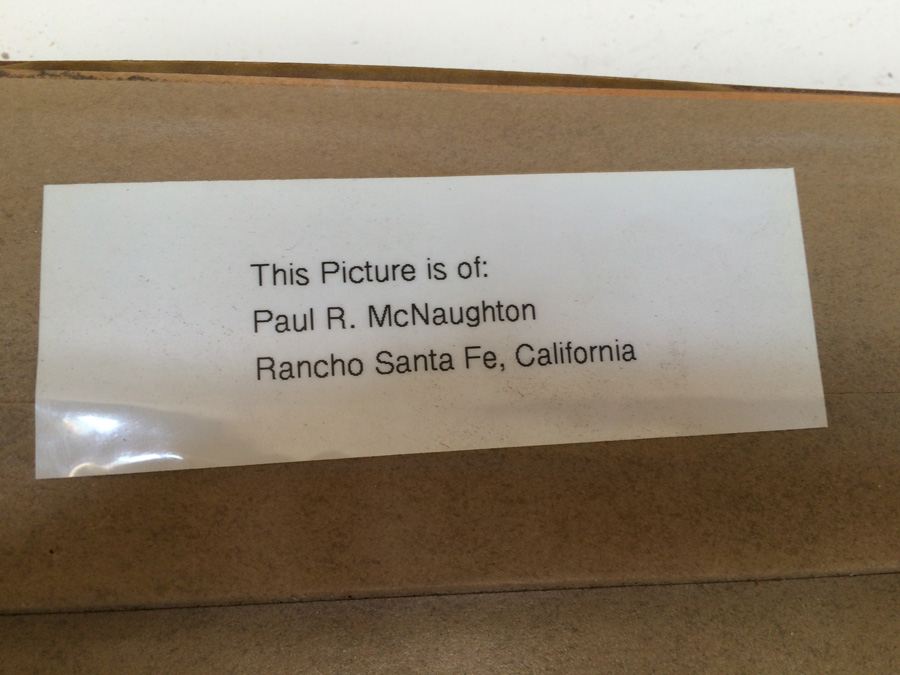 This Picture is of:
Paul R. McNaughton
Rancho Santa Fe, California